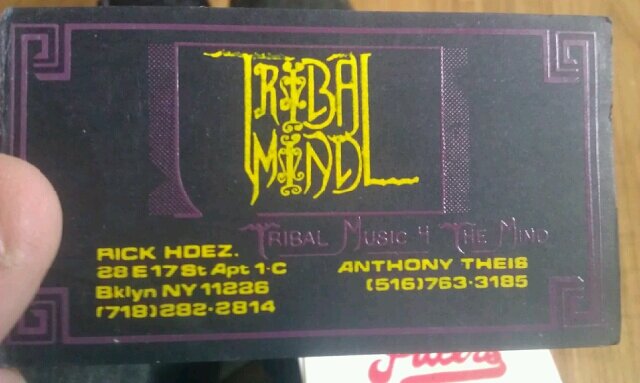 TRIBAL
MIND
TRIBAL MUSIC 4 THE MIND
RICK HDEZ.
28 E 17 St Apt 1-C
Bklyn NY 11226
(718)282-2814
ANTHONY THEIS
(516)763-3185